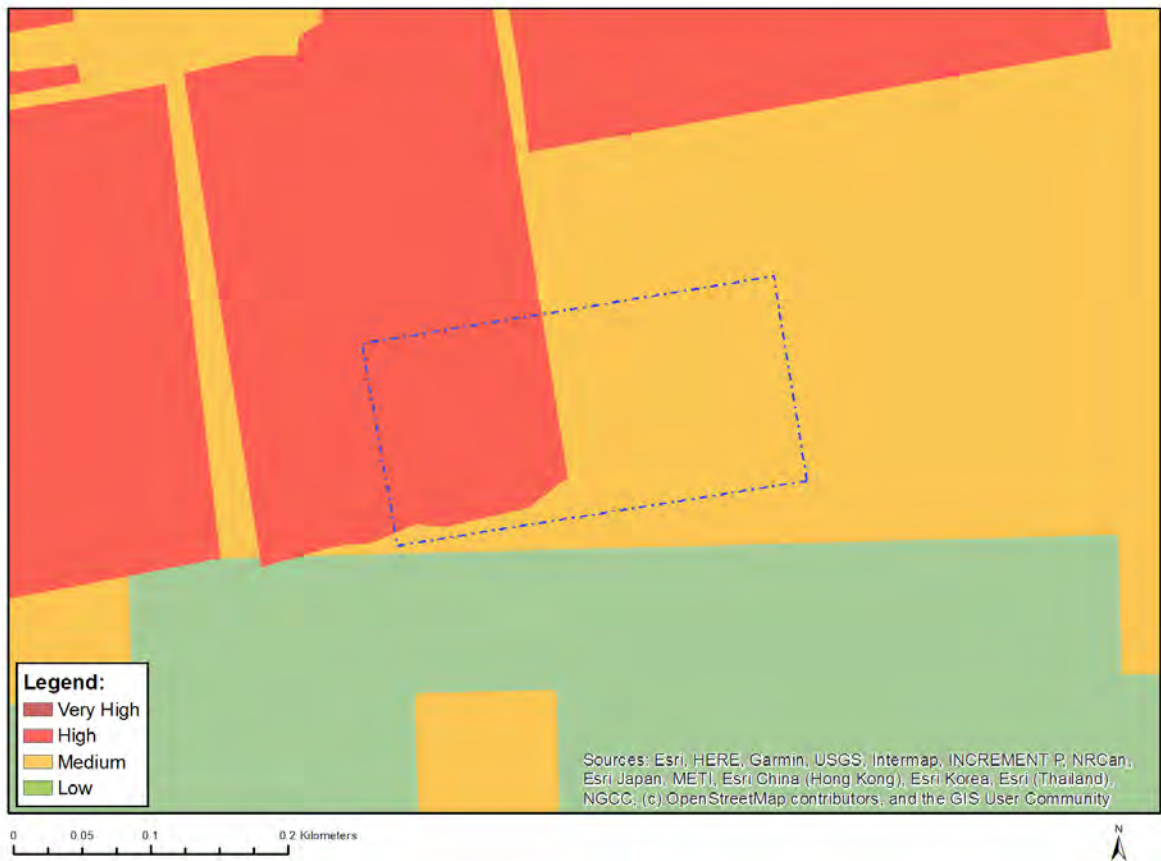 Legend:
Very High
High
Medium
Low
Sources: Esri, HERE, Garmin, USGS, Intermap, INCREMENT P, NRCan,
Esri Japan, METI, Esri China (Hong Kong), Esri Korea, Esri (Thailand),
NGCC, (c) OpenStreetMap contributors, and the GIS User Community
0 0.05 0.1 0.2 Kilometers
N